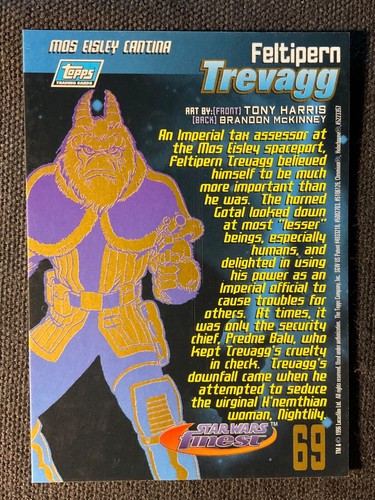 MOS EISLEY CANTINA
Topps
TRADING CARDS
Feltipern
Trevagg
ART BY:[FRONT] TONY HARRIS
[BACK] BRANDON McKINNEY
An Imperial tax assessor at
the Mos Eisley spaceport,
Feltipern Trevagg believed
himself to be much
more important than
he was. The horned
Gotal looked down
at most "lesser"
beings, especially
humans, and
delighted in using
his power as an
Imperial official to
cause troubles for
others. At times, it
was only the security
chief, Predne Balu, who
kept Trevagg's cruelty
in check. Trevagg's
downfall came when he
attempted to seduce
the virginal H'nemthian
woman, Nightlily.
STAR WARS
finest
69